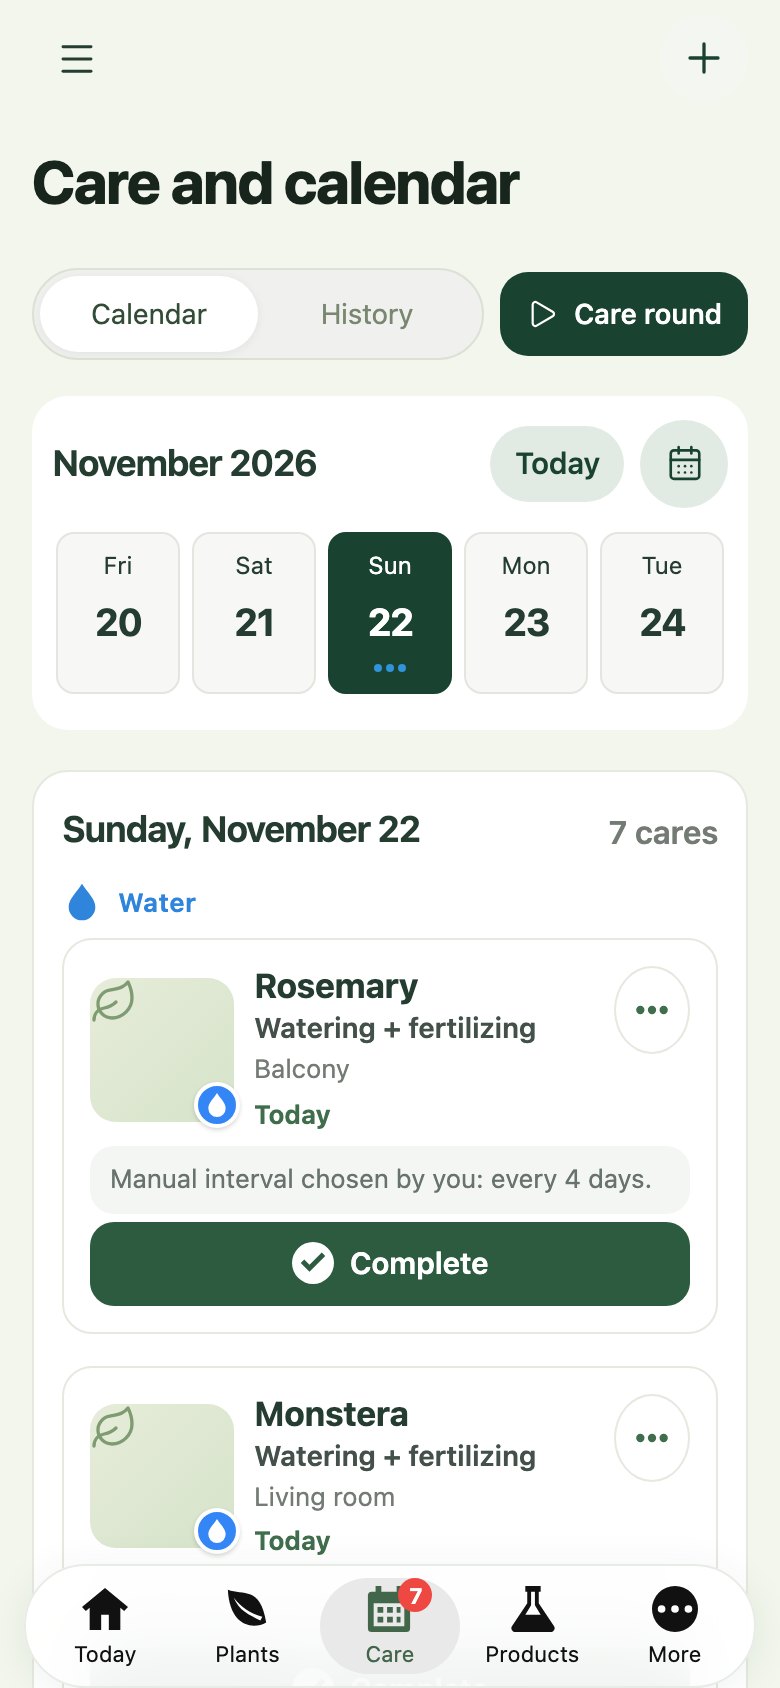 Care and calendar
Calendar
History
Care round
November 2026
Today
Fri
20
Sat
21
Sun
22
Mon
23
Tue
24
Sunday, November 22
7 cares
Water
Rosemary
Watering + fertilizing
Balcony
Today
Manual interval chosen by you: every 4 days.
Complete
Monstera
Watering + fertilizing
Living room
Today
7
Today
Plants
Care
Products
More